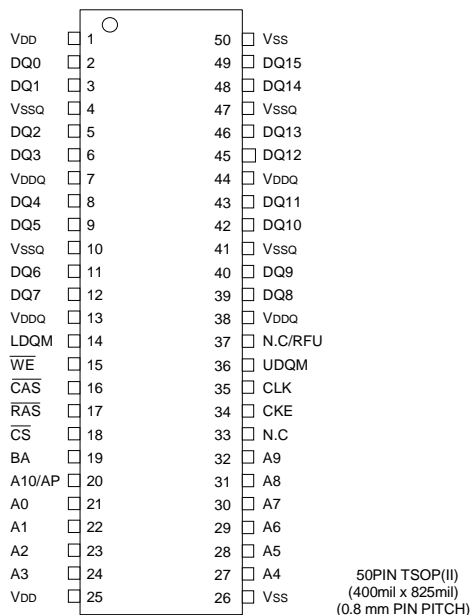 VDD 1 50 VSS
DQ0 2 49 DQ15
DQ1 3 48 DQ14
VSSQ 4 47 VSSQ
DQ2 5 46 DQ13
DQ3 6 45 DQ12
VDDQ 7 44 VDDQ
DQ4 8 43 DQ11
DQ5 9 42 DQ10
VSSQ 10 41 VSSQ
DQ6 11 40 DQ9
DQ7 12 39 DQ8
VDDQ 13 38 VDDQ
LDQM 14 37 N.C/RFU
WE 15 36 UDQM
CAS 16 35 CLK
RAS 17 34 CKE
CS 18 33 N.C
BA 19 32 A9
A10/AP 20 31 A8
A0 21 30 A7
A1 22 29 A6
A2 23 28 A5
A3 24 27 A4
VDD 25 26 VSS
50PIN TSOP(II)
(400mil x 825mil)
(0.8 mm PIN PITCH)